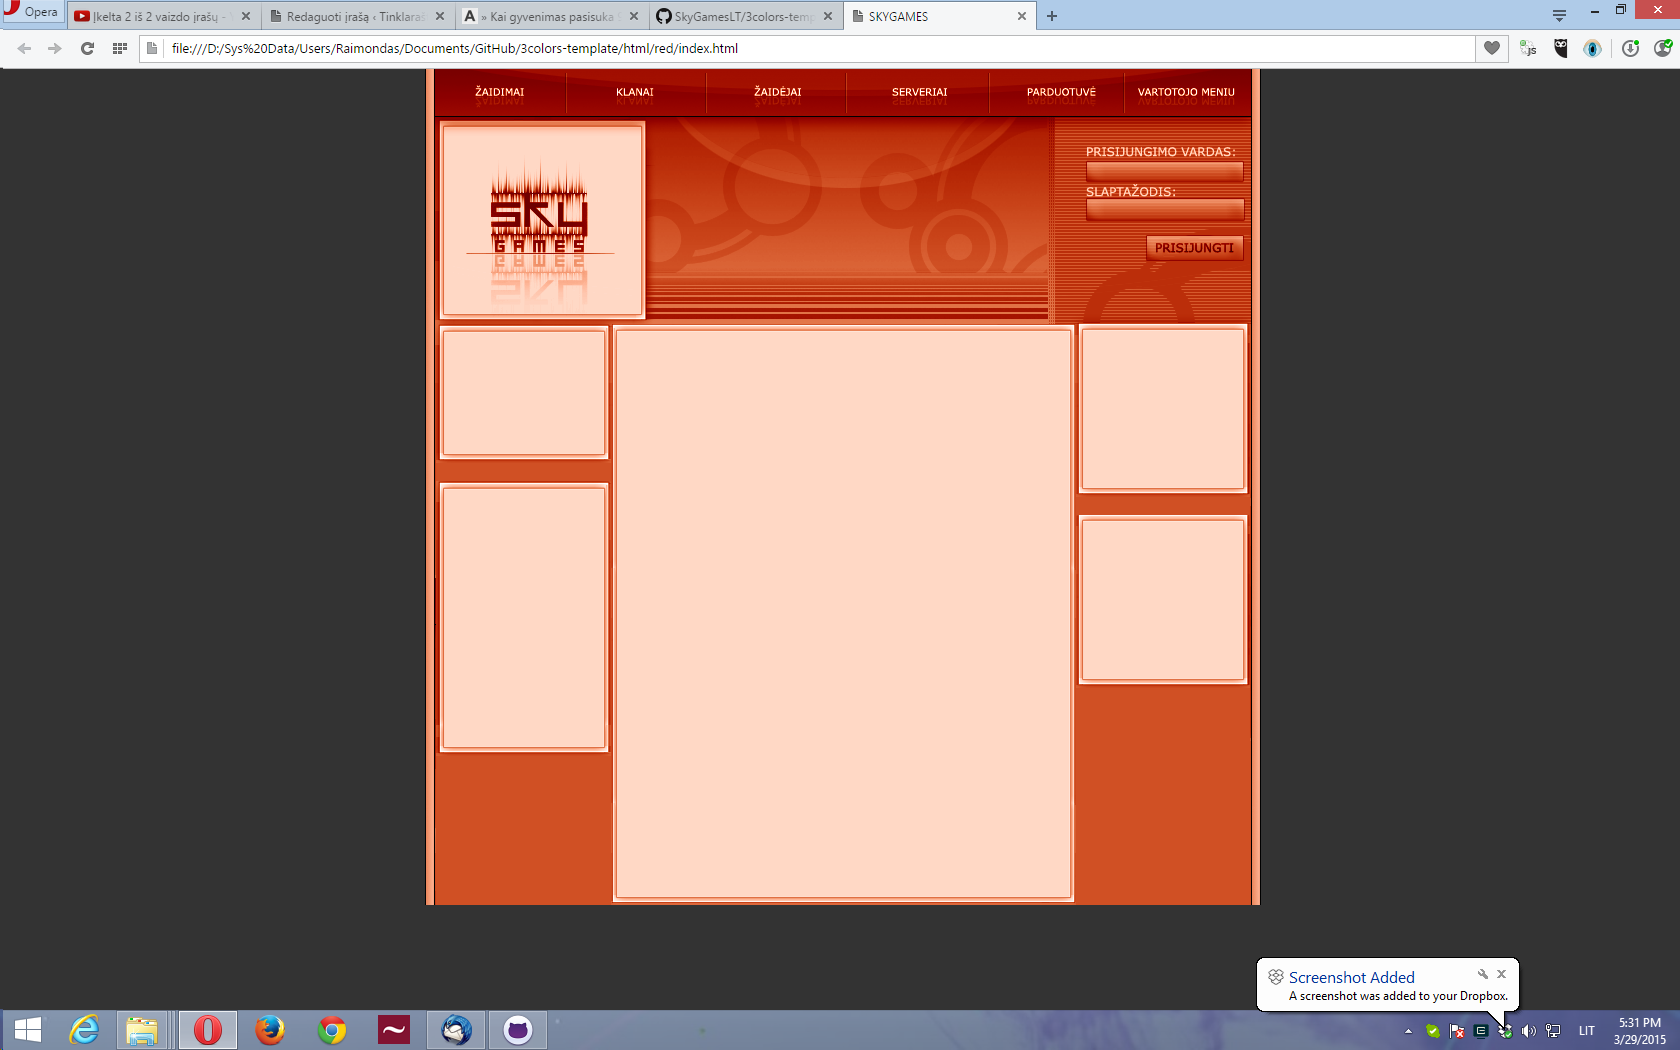 Opera
Įkelta 2 iš 2 vaizdo įrašų -
Redaguoti įrašą ‹ Tinklaraš
A » Kai gyvenimas pasisuka
SkyGamesLT/3colors-temp
SKYGAMES
file:///D:/Sys%20Data/Users/Raimondas/Documents/GitHub/3colors-template/html/red/index.html
JS
ŽAIDIMAI
KLANAI
ŽAIDĖJAI
SERVERIAI
PARDUOTUVĖ
VARTOTOJO MENIU
SKY
GAMES
PRISIJUNGIMO VARDAS:
SLAPTAŽODIS:
PRISIJUNGTI
Screenshot Added
A screenshot was added to your Dropbox.
LIT
5:31 PM
3/29/2015